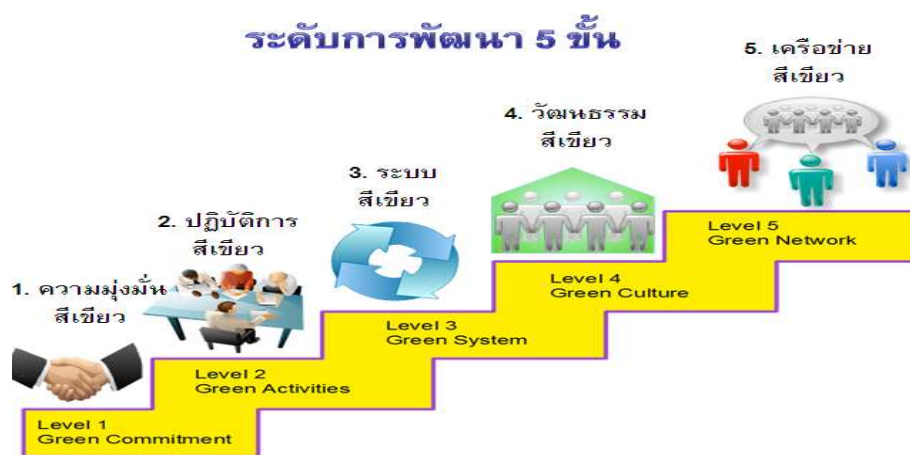 ระดับการพัฒนา 5 ขั้น
1. ความมุ่งมั่น
สีเขียว
Level 1
Green Commitment
2. ปฏิบัติการ
สีเขียว
Level 2
Green Activities
3. ระบบ
สีเขียว
Level 3
Green System
4. วัฒนธรรม
สีเขียว
Level 4
Green Culture
5. เครือข่าย
สีเขียว
Level 5
Green Network